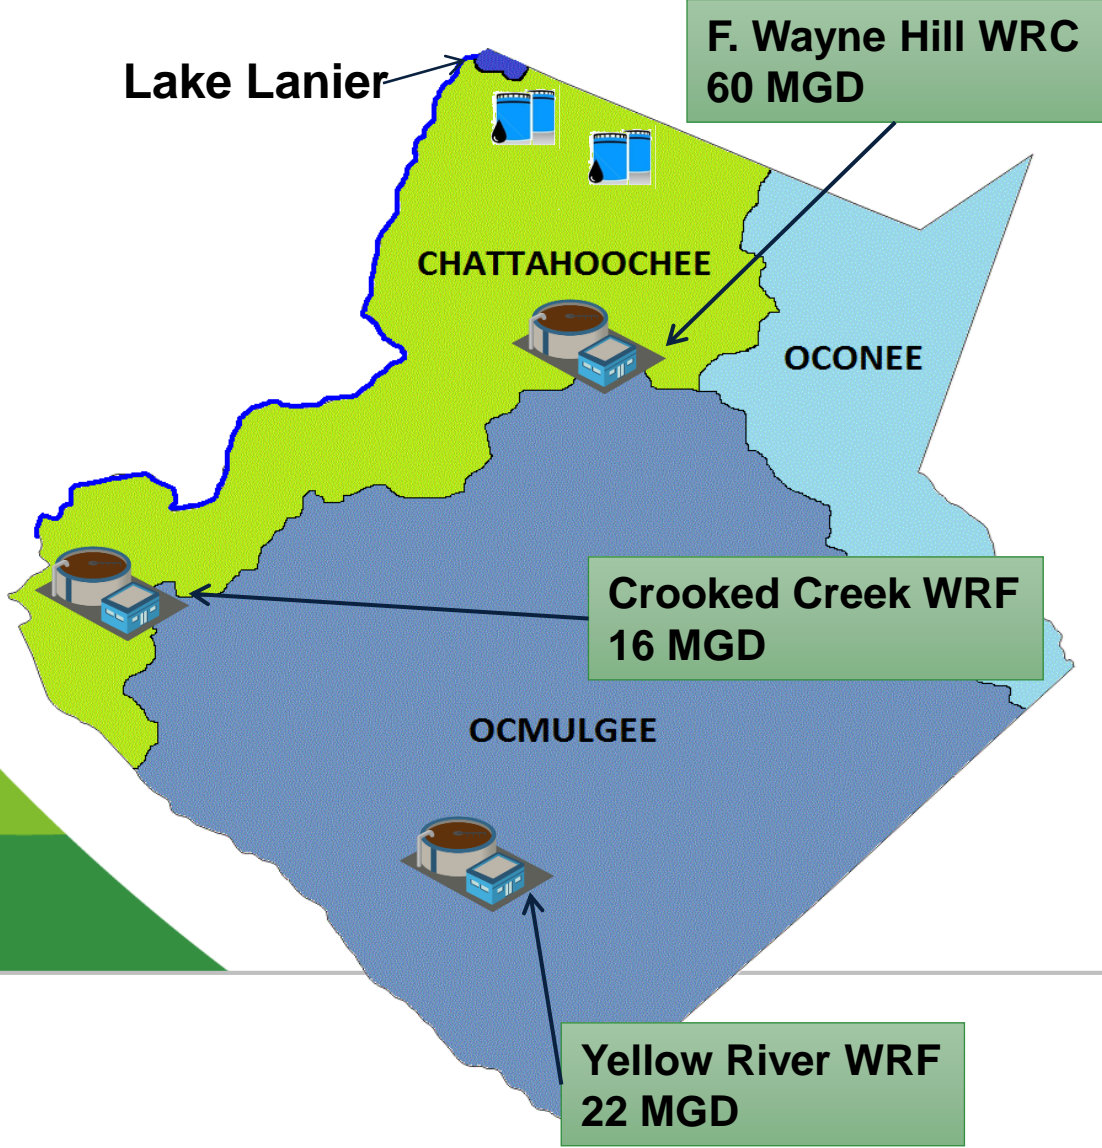 F. Wayne Hill WRC
60 MGD
Lake Lanier
CHATTAHOOCHEE
OCONEE
Crooked Creek WRF
16 MGD
OCMULGEE
Yellow River WRF
22 MGD